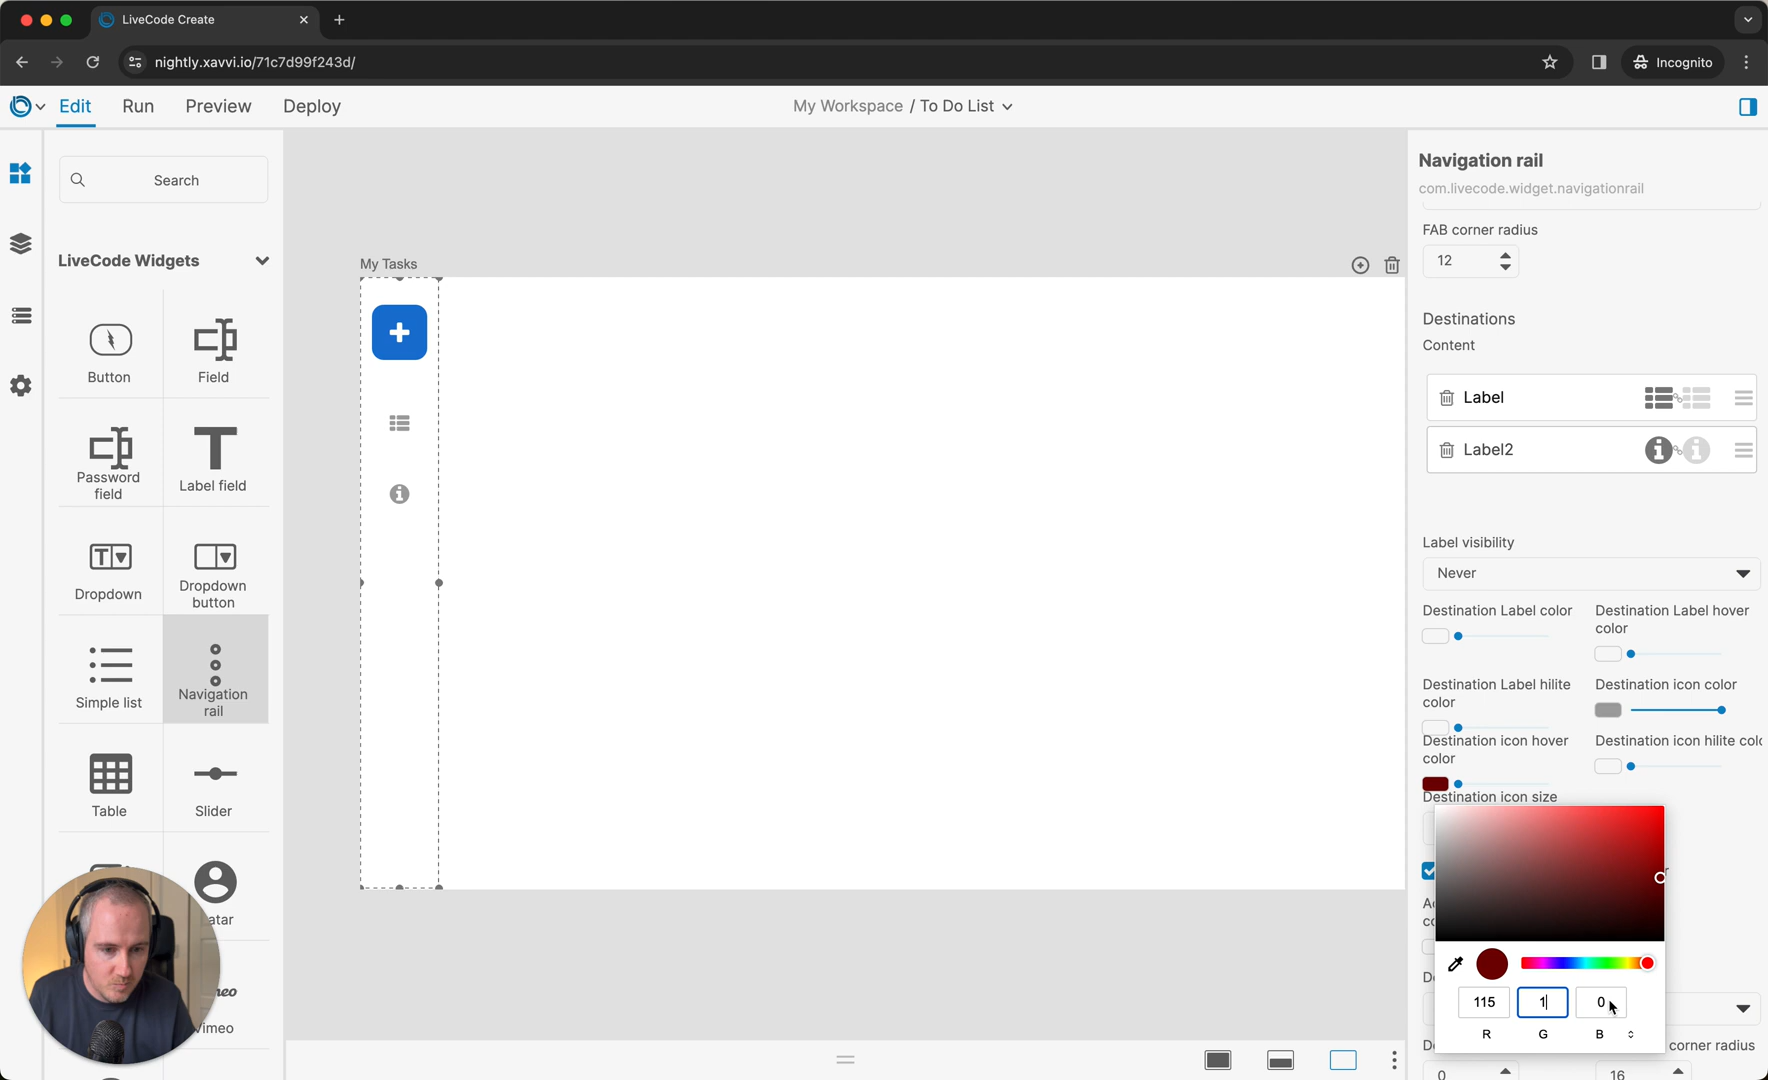 LiveCode Create
nightly.xavvi.io/71c7d99f243d/
Incognito
Edit
Run
Preview
Deploy
My Workspace / To Do List
Search
LiveCode Widgets
Button
Field
Password
field
Label field
Dropdown
Dropdown
button
Simple list
Navigation
rail
Table
Slider
atar
meo
Vimeo
My Tasks
Navigation rail
com.livecode.widget.navigationrail
FAB corner radius
12
Destinations
Content
Label
Label2
Label visibility
Never
Destination Label color
Destination Label hover
color
Destination Label hilite
color
Destination icon color
Destination icon hover
color
Destination icon hilite colo
Destination icon size
115
1
0
R
G
B
corner radius
0
16